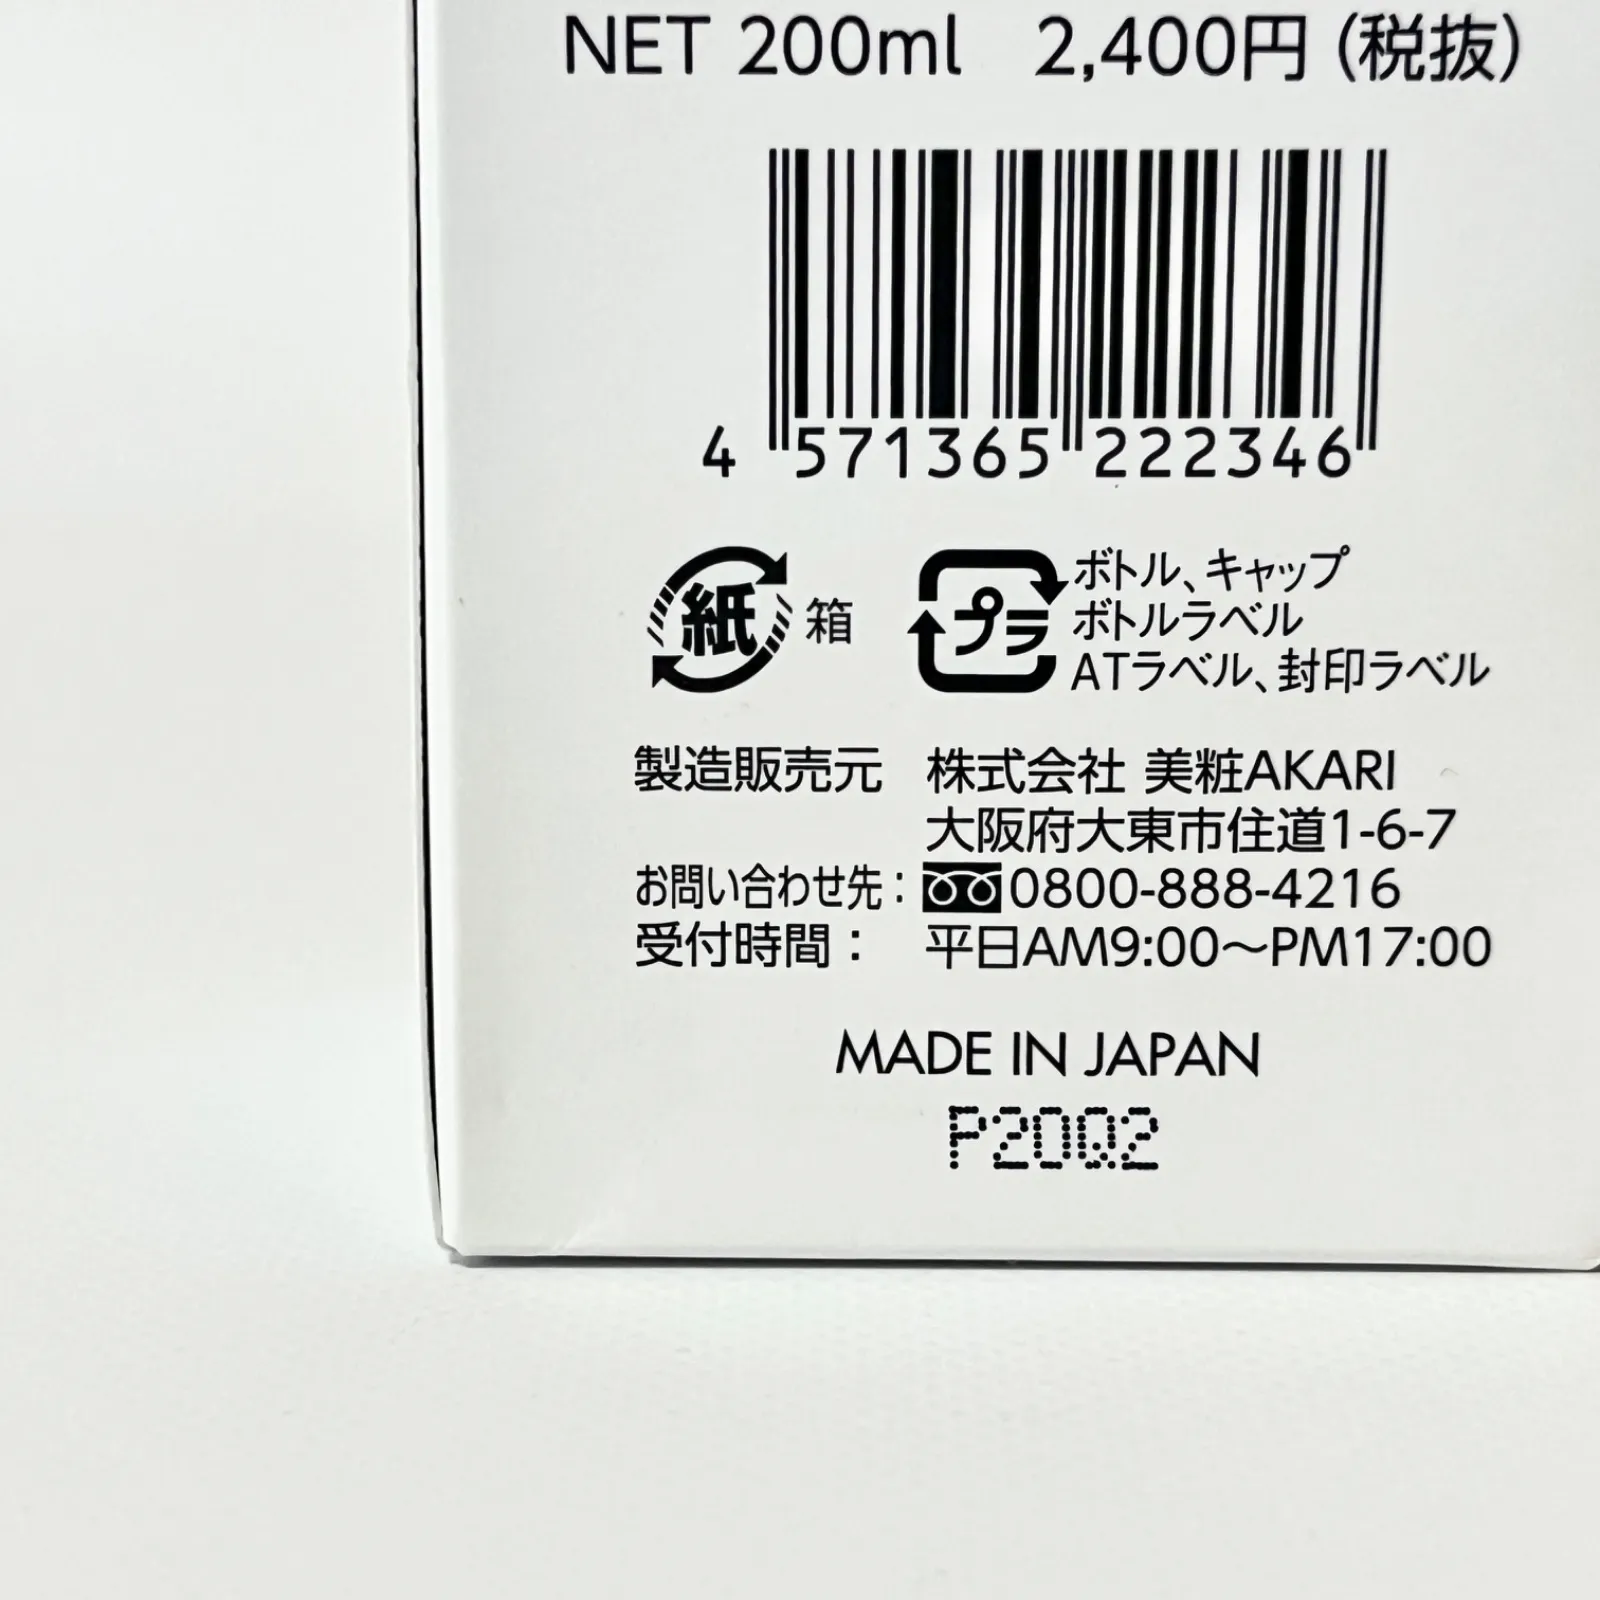 NET 200ml 2,400円（税抜）
4 571365 222346
紙 箱
プラ ボトル、キャップ
ボトルラベル
ATラベル、封印ラベル
製造販売元 株式会社 美粧AKARI
大阪府大東市住道1-6-7
お問い合わせ先： 0800-888-4216
受付時間： 平日AM9:00〜PM17:00
MADE IN JAPAN
P20Q2